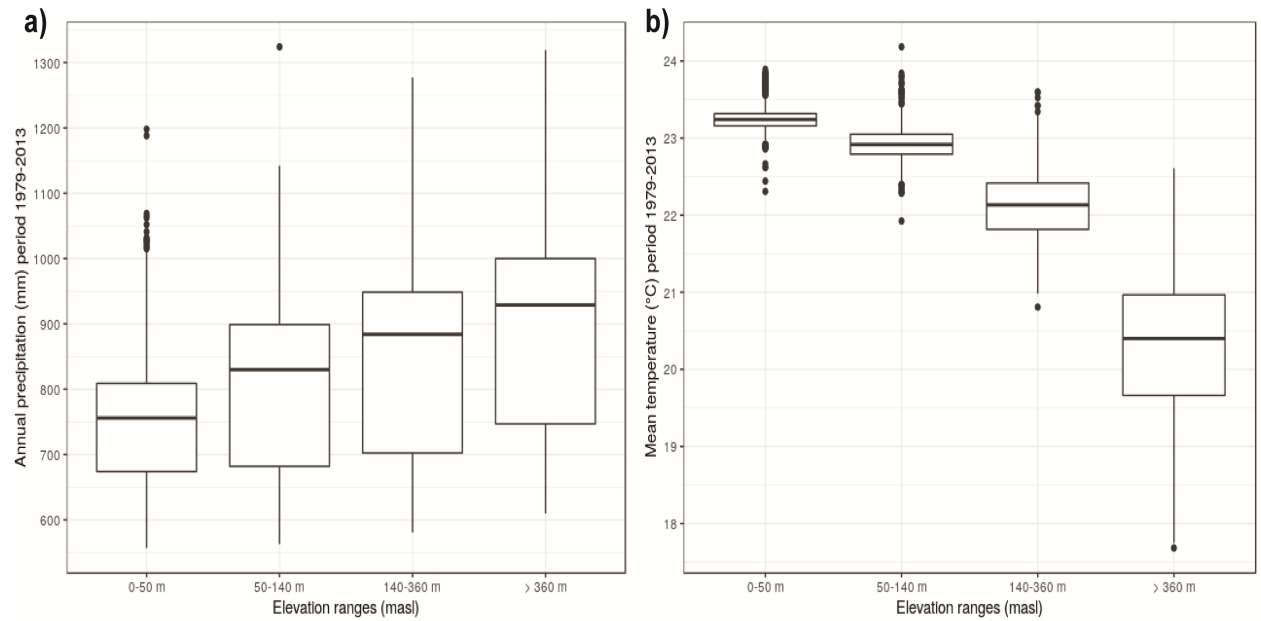 a)
Annual precipitation (mm) period 1979-2013
1300
1200
1100
1000
900
800
700
600
0-50 m
50-140 m
140-360 m
> 360 m
Elevation ranges (masl)
b)
Mean temperature (°C) period 1979-2013
24
23
22
21
20
19
18
0-50 m
50-140 m
140-360 m
> 360 m
Elevation ranges (masl)